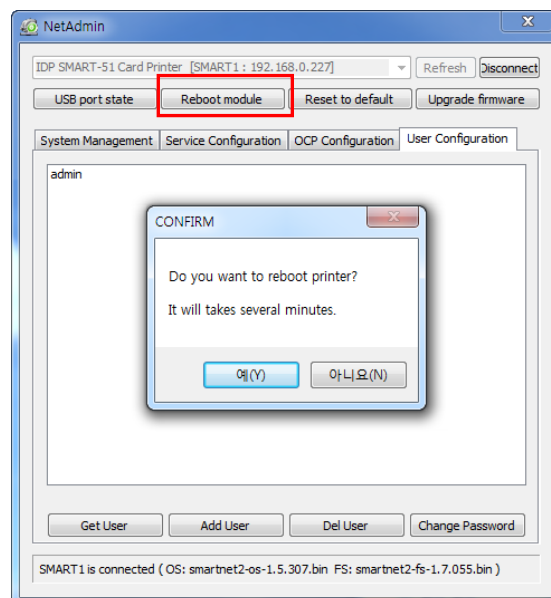 NetAdmin
IDP SMART-51 Card Printer [SMART1 : 192.168.0.227] Refresh Disconnect
USB port state Reboot module Reset to default Upgrade firmware
System Management Service Configuration OCP Configuration User Configuration
admin
CONFIRM
Do you want to reboot printer?
It will takes several minutes.
예(Y) 아니요(N)
Get User Add User Del User Change Password
SMART1 is connected ( OS: smartnet2-os-1.5.307.bin FS: smartnet2-fs-1.7.055.bin )